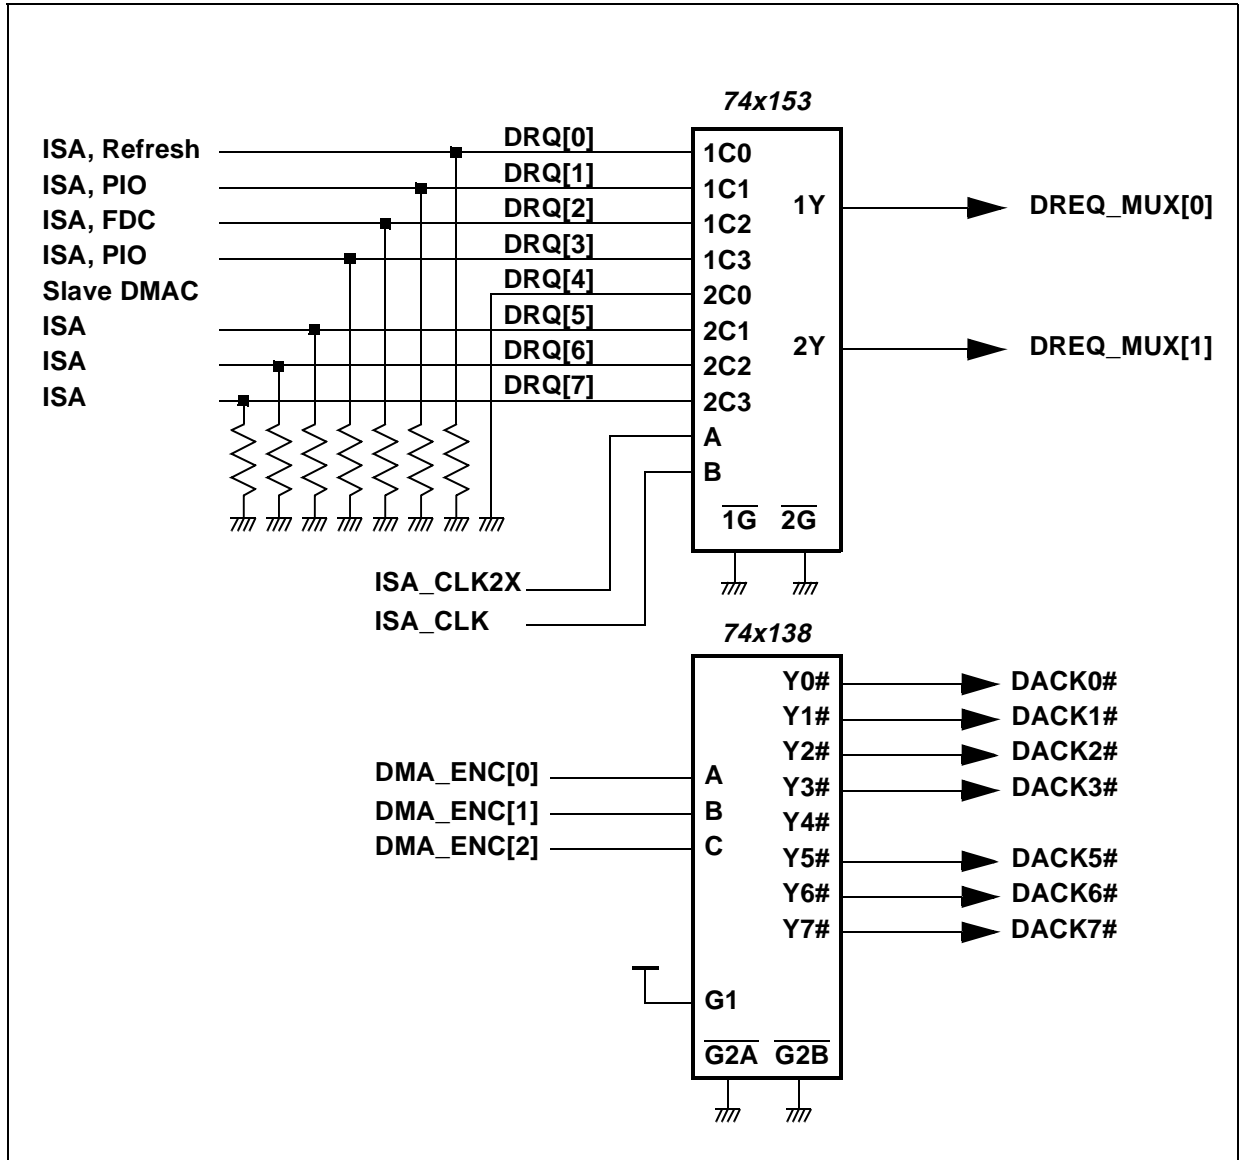 74x153
ISA, Refresh DRQ[0] 1C0
ISA, PIO DRQ[1] 1C1
1Y DREQ_MUX[0]
ISA, FDC DRQ[2] 1C2
ISA, PIO DRQ[3] 1C3
Slave DMAC DRQ[4] 2C0
ISA DRQ[5] 2C1
2Y DREQ_MUX[1]
ISA DRQ[6] 2C2
ISA DRQ[7] 2C3
A
B
1G 2G
ISA_CLK2X
ISA_CLK
74x138
Y0# DACK0#
Y1# DACK1#
Y2# DACK2#
DMA_ENC[0] A Y3# DACK3#
DMA_ENC[1] B Y4#
DMA_ENC[2] C Y5# DACK5#
Y6# DACK6#
Y7# DACK7#
G1
G2A G2B